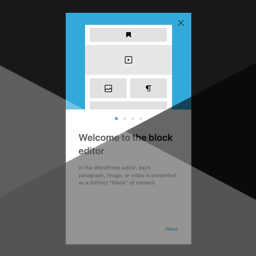 Welcome to the block
editor
In the WordPress editor, each
paragraph, image, or video is presented
as a distinct "block" of content.
Next